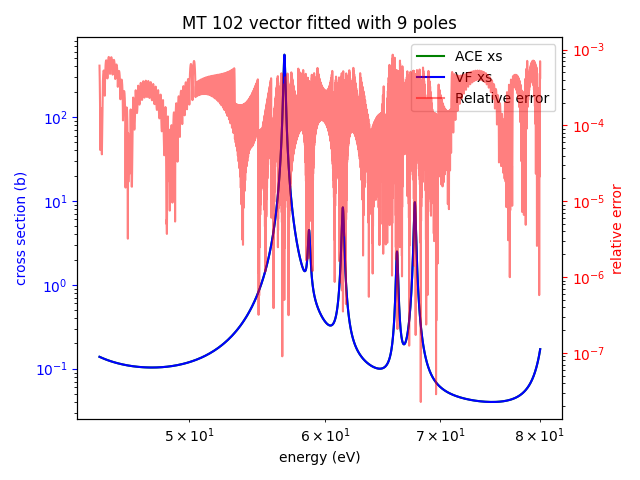 MT 102 vector fitted with 9 poles
ACE xs
VF xs
Relative error
cross section (b)
10²
10¹
10⁰
10⁻¹
10⁻³
10⁻⁴
10⁻⁵
10⁻⁶
10⁻⁷
relative error
5 × 10¹
6 × 10¹
7 × 10¹
8 × 10¹
energy (eV)